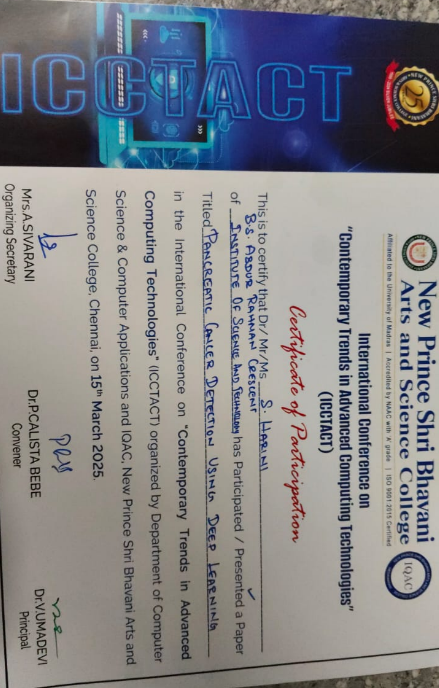 New Prince Shri Bhavani
Arts and Science College
Affiliated to the University of Madras | Accredited by NAAC with 'A' grade | ISO 9001:2015 Certified
IQAC
25
ICCTACT
International Conference on
"Contemporary Trends in Advanced Computing Technologies"
(ICCTACT)
Certificate of Participation
This is to certify that Dr/Mr/Ms S. HARINI
B.S. ABDUR RAHMAN CRESCENT
of INSTITUTE OF SCIENCE AND TECHNOLOGY has Participated / Presented a Paper
Titled PANCREATIC CANCER DETECTION USING DEEP LEARNING
in the International Conference on "Contemporary Trends in Advanced
Computing Technologies" (ICCTACT) organized by Department of Computer
Science & Computer Applications and IQAC, New Prince Shri Bhavani Arts and
Science College, Chennai, on 15th March 2025.
Mrs.A.SIVARANI
Organizing Secretary
Dr.P.CALISTA BEBE
Convener
Dr.V.UMADEVI
Principal